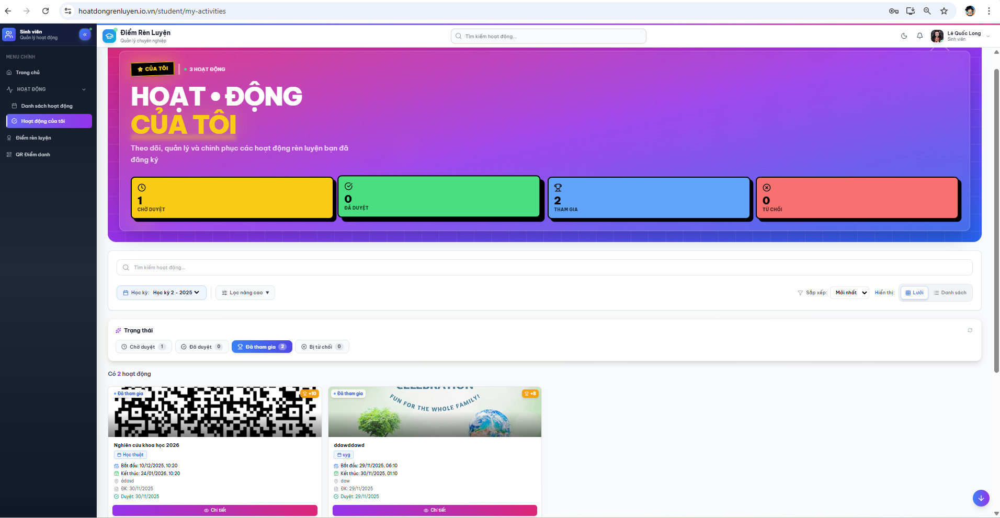 hoatdongrenluyen.io.vn/student/my-activities
Sinh viên
Quản lý hoạt động
«
Điểm Rèn Luyện
Quản lý chuyên nghiệp
Tìm kiếm hoạt động...
Lê Quốc Long
Sinh viên
MENU CHÍNH
Trang chủ
HOẠT ĐỘNG
Danh sách hoạt động
Hoạt động của tôi
Điểm rèn luyện
QR Điểm danh
CỦA TÔI
3 HOẠT ĐỘNG
HOẠT • ĐỘNG
CỦA TÔI
Theo dõi, quản lý và chinh phục các hoạt động rèn luyện bạn đã
đăng ký
1
CHỜ DUYỆT
0
ĐÃ DUYỆT
2
THAM GIA
0
TỪ CHỐI
Tìm kiếm hoạt động...
Học kỳ: Học kỳ 2 - 2025
Lọc nâng cao ▼
Sắp xếp: Mới nhất
Hiển thị: Lưới Danh sách
Trạng thái
Chờ duyệt 1
Đã duyệt 0
Đã tham gia 2
Bị từ chối 0
Có 2 hoạt động
Đã tham gia
+10
Nghiên cứu khoa học 2026
Học thuật
Bắt đầu: 10/12/2025, 10:20
Kết thúc: 24/01/2026, 10:20
ádasd
ĐK: 30/11/2025
Duyệt: 30/11/2025
Chi tiết
Đã tham gia
+8
CELEBRATION
FUN FOR THE WHOLE FAMILY!
ddawddawd
uyg
Bắt đầu: 29/11/2025, 06:10
Kết thúc: 30/11/2025, 01:10
daw
ĐK: 29/11/2025
Duyệt: 29/11/2025
Chi tiết